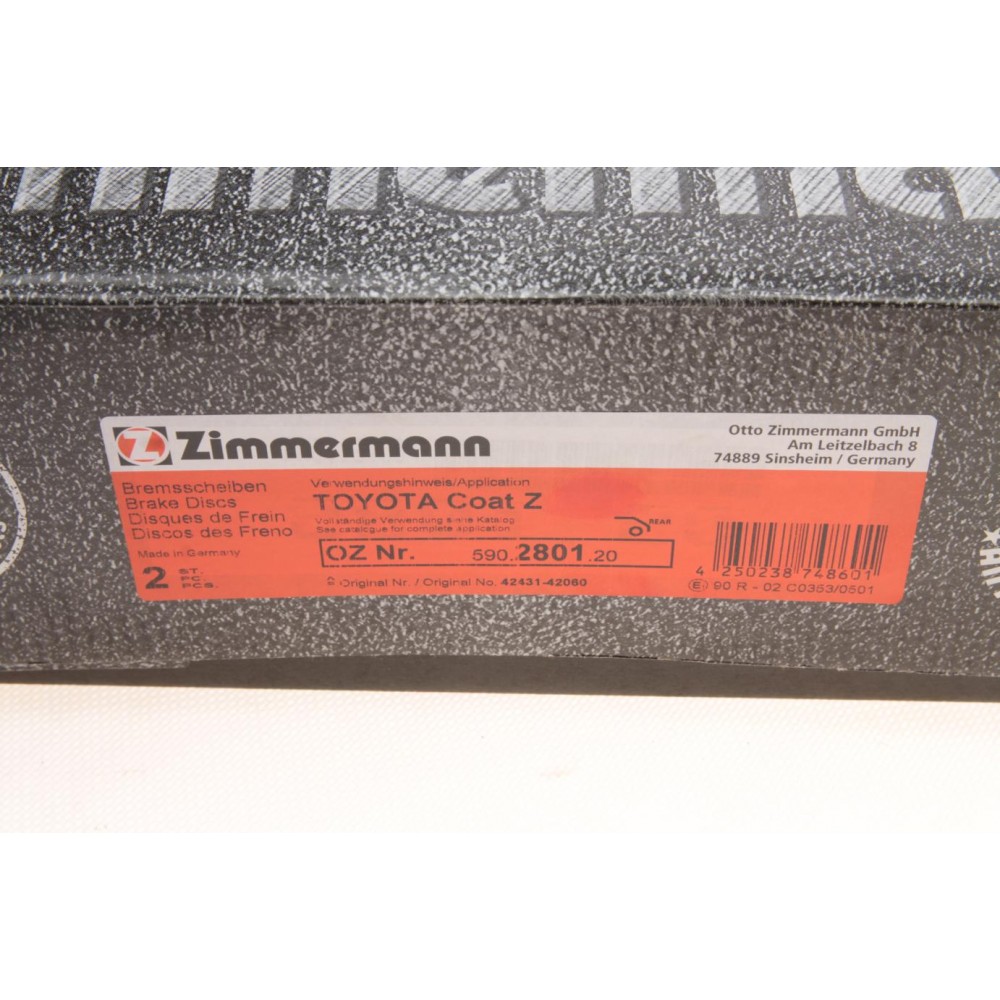 Zimmermann
Otto Zimmermann GmbH
Am Leitzelbach 8
74889 Sinsheim / Germany
Bremsscheiben
Brake Discs
Disques de Frein
Discos des Freno
Made in Germany
2 ST.
PC.
PCS.
Verwendungshinweis/Application
TOYOTA Coat Z
Vollständige Verwendung siehe Katalog
See catalogue for complete application
REAR
OZ Nr. 590.2801.20
Original Nr. / Original No. 42431-42060
4 250238 748601
90 R - 02 C0353/0501